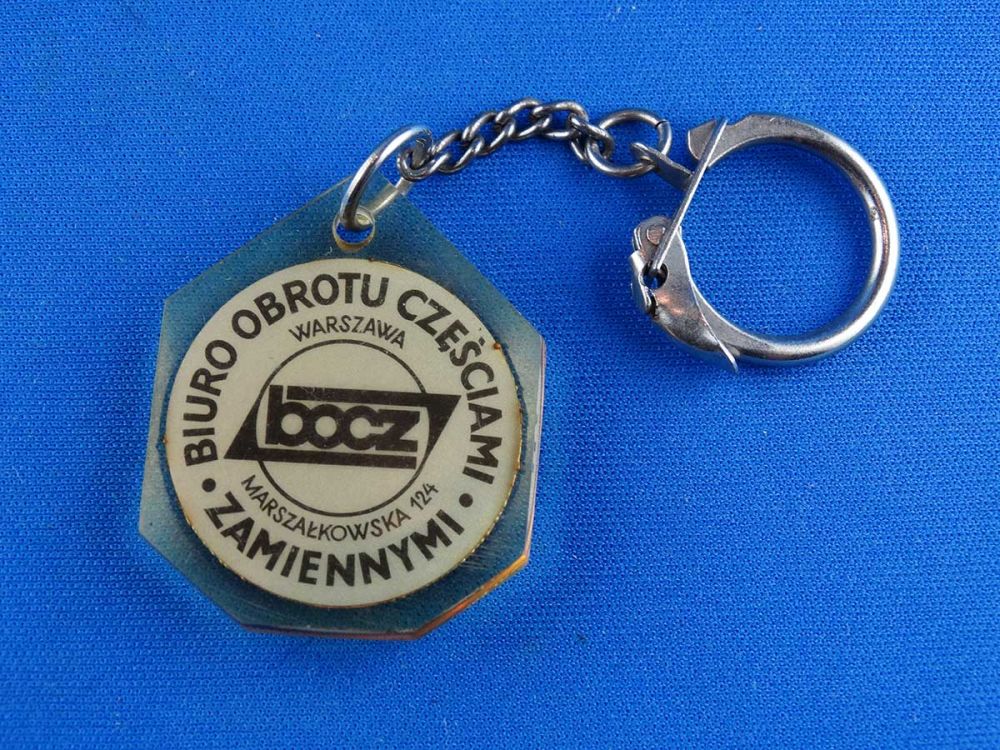 BIURO OBROTU CZĘŚCIAMI
ZAMIENNYMI
WARSZAWA
bocz
MARSZAŁKOWSKA 124